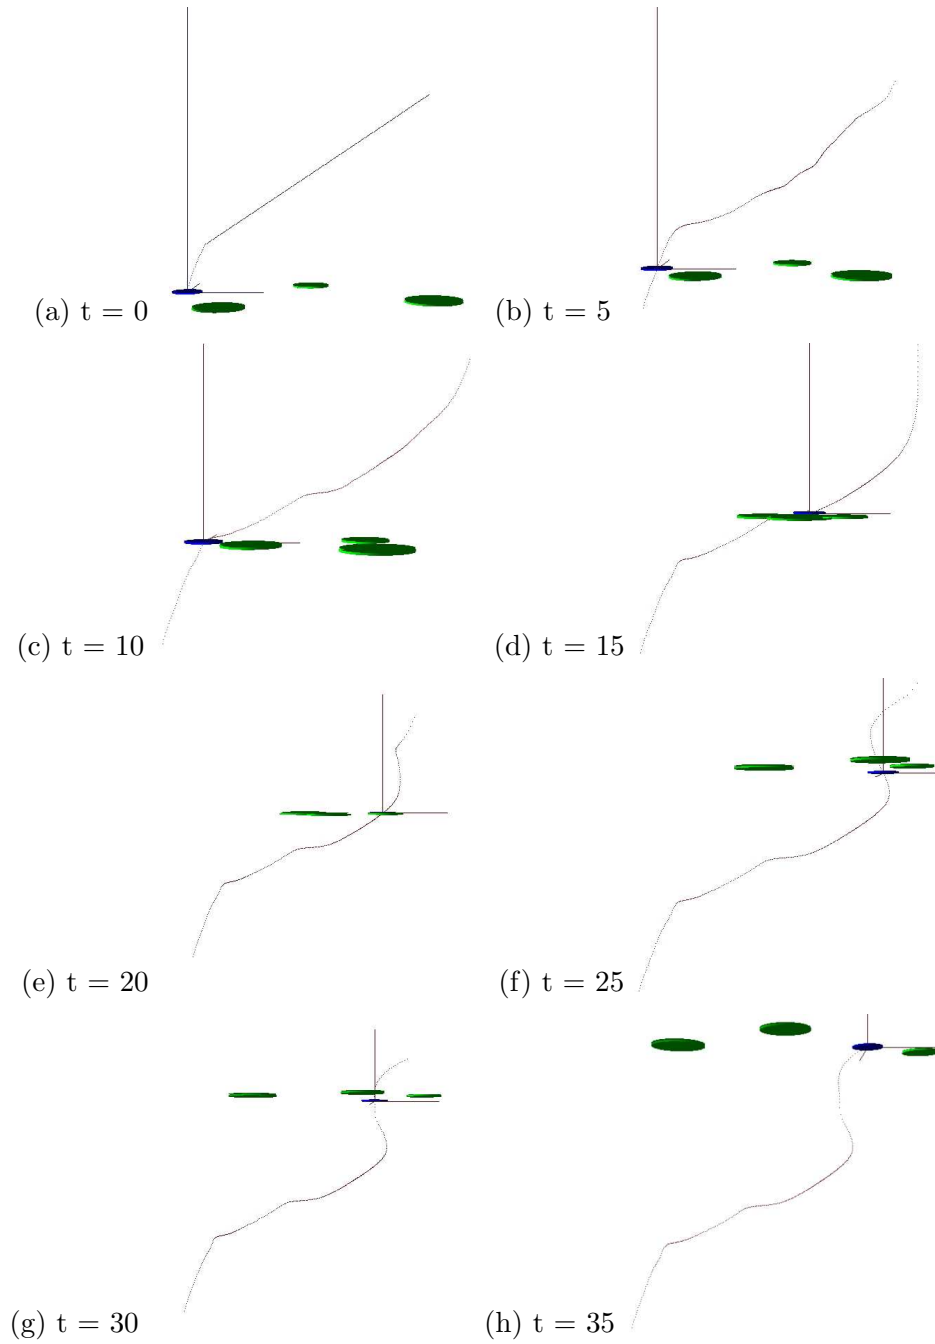 (a) t = 0
(b) t = 5
(c) t = 10
(d) t = 15
(e) t = 20
(f) t = 25
(g) t = 30
(h) t = 35